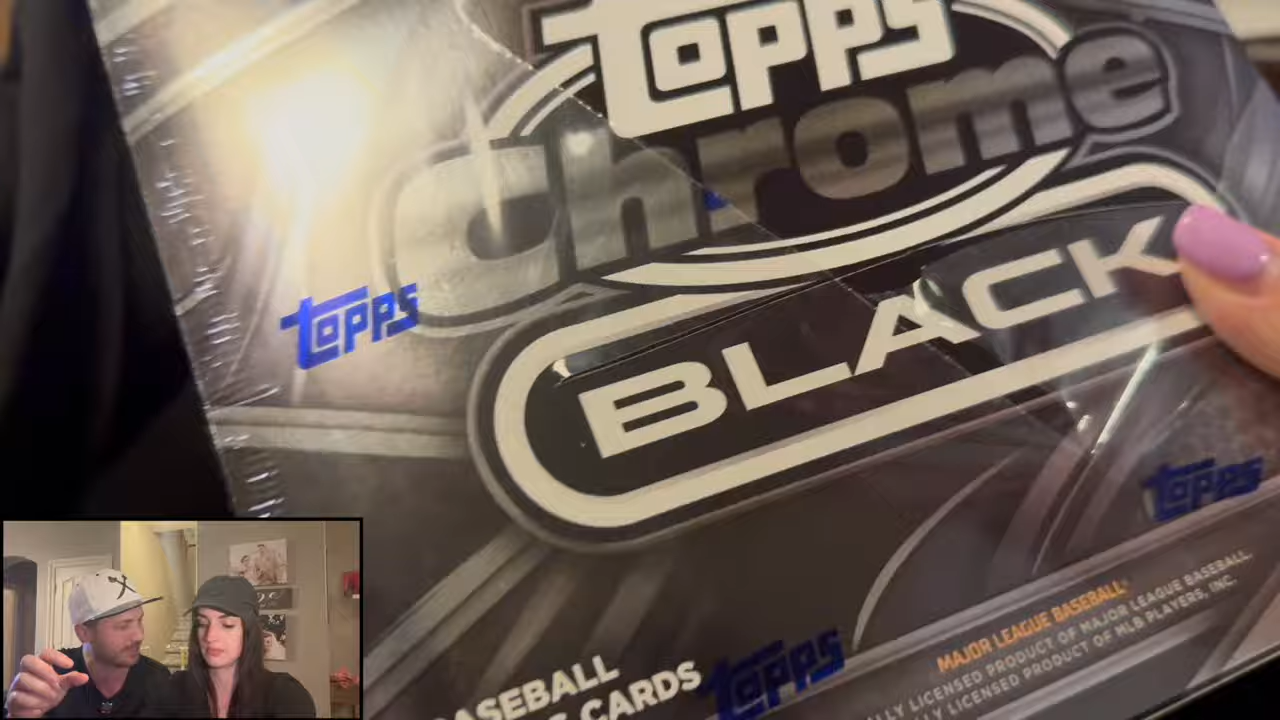 TOPPS
Chrome
BLACK
TOPPS
TOPPS
MAJOR LEAGUE BASEBALL®
PRODUCT OF MAJOR LEAGUE BASEBALL.
LICENSED PRODUCT OF MLB PLAYERS, INC.
TOPPS
BASEBALL
CARDS